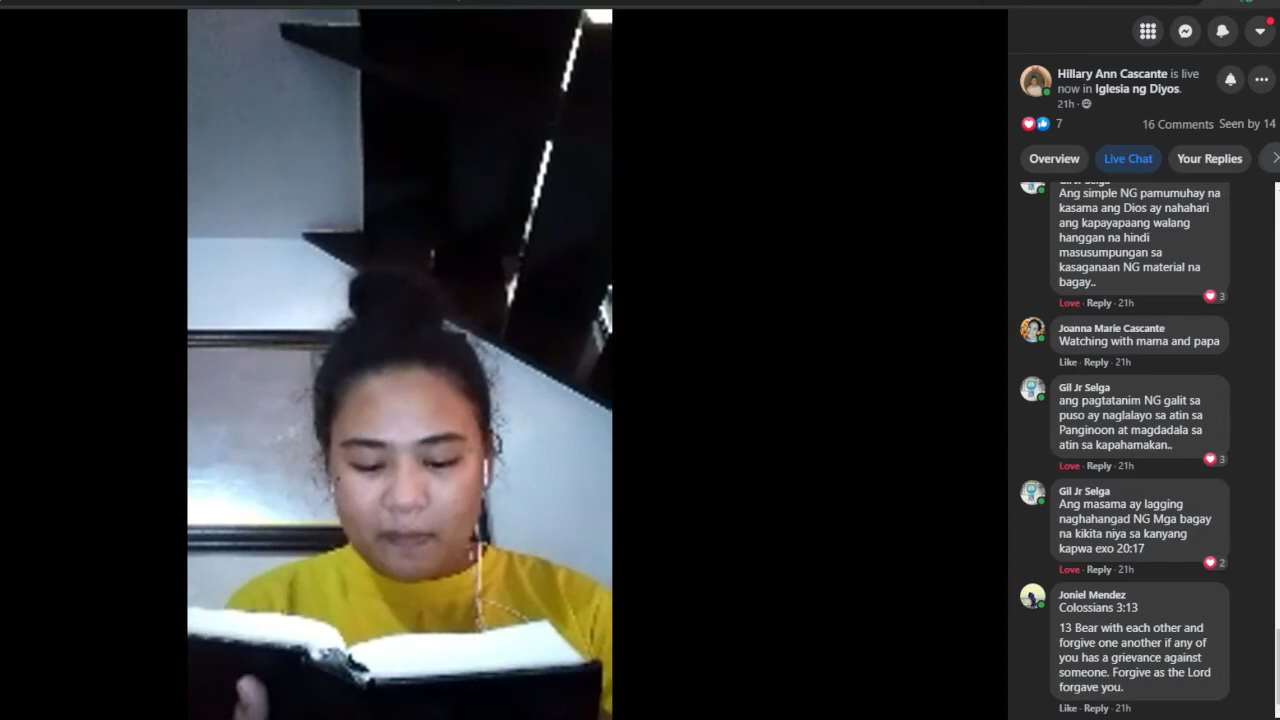 Hillary Ann Cascante is live
now in Iglesia ng Diyos.
21h ·
7
16 Comments Seen by 14
Overview
Live Chat
Your Replies
Gil Jr Selga
Ang simple NG pamumuhay na
kasama ang Dios ay nahahari
ang kapayapaang walang
hanggan na hindi
masusumpungan sa
kasaganaan NG material na
bagay..
3
Love · Reply · 21h
Joanna Marie Cascante
Watching with mama and papa
Like · Reply · 21h
Gil Jr Selga
ang pagtatanim NG galit sa
puso ay naglalayo sa atin sa
Panginoon at magdadala sa
atin sa kapahamakan..
3
Love · Reply · 21h
Gil Jr Selga
Ang masama ay lagging
naghahangad NG Mga bagay
na kikita niya sa kanyang
kapwa exo 20:17
2
Love · Reply · 21h
Joniel Mendez
Colossians 3:13
13 Bear with each other and
forgive one another if any of
you has a grievance against
someone. Forgive as the Lord
forgave you.
Like · Reply · 21h